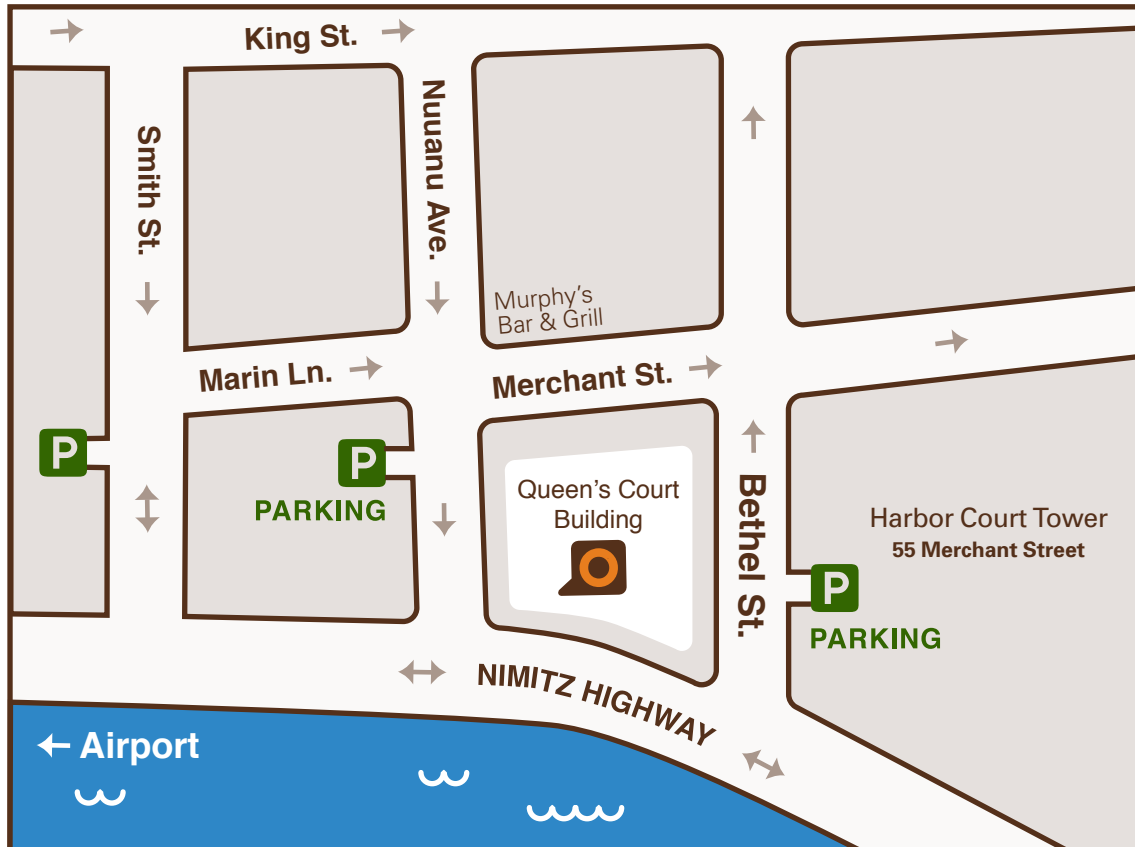 King St.
Nuuanu Ave.
Smith St.
Murphy's
Bar & Grill
Marin Ln.
Merchant St.
P
P
PARKING
Queen's Court
Building
Bethel St.
Harbor Court Tower
55 Merchant Street
P
PARKING
NIMITZ HIGHWAY
Airport